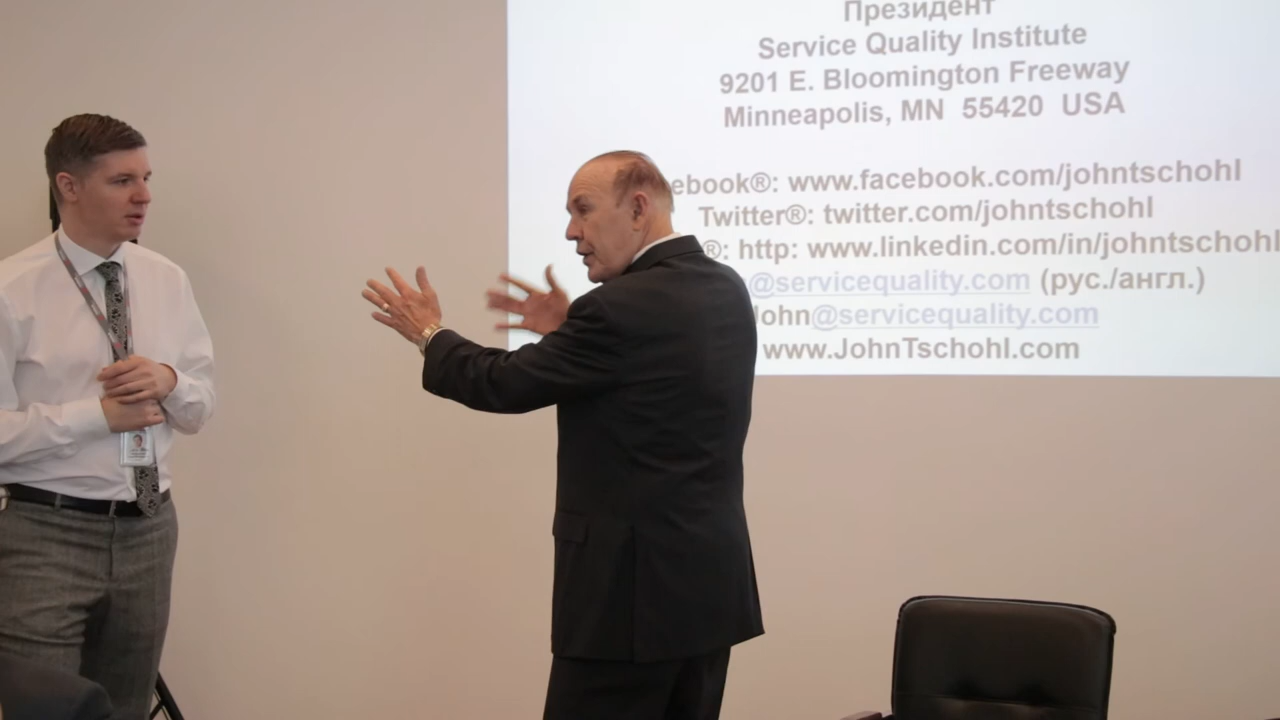 Президент
Service Quality Institute
9201 E. Bloomington Freeway
Minneapolis, MN 55420 USA
ebook®: www.facebook.com/johntschohl
Twitter®: twitter.com/johntschohl
®: http: www.linkedin.com/in/johntschohl
@servicequality.com (рус./англ.)
John@servicequality.com
www.JohnTschohl.com